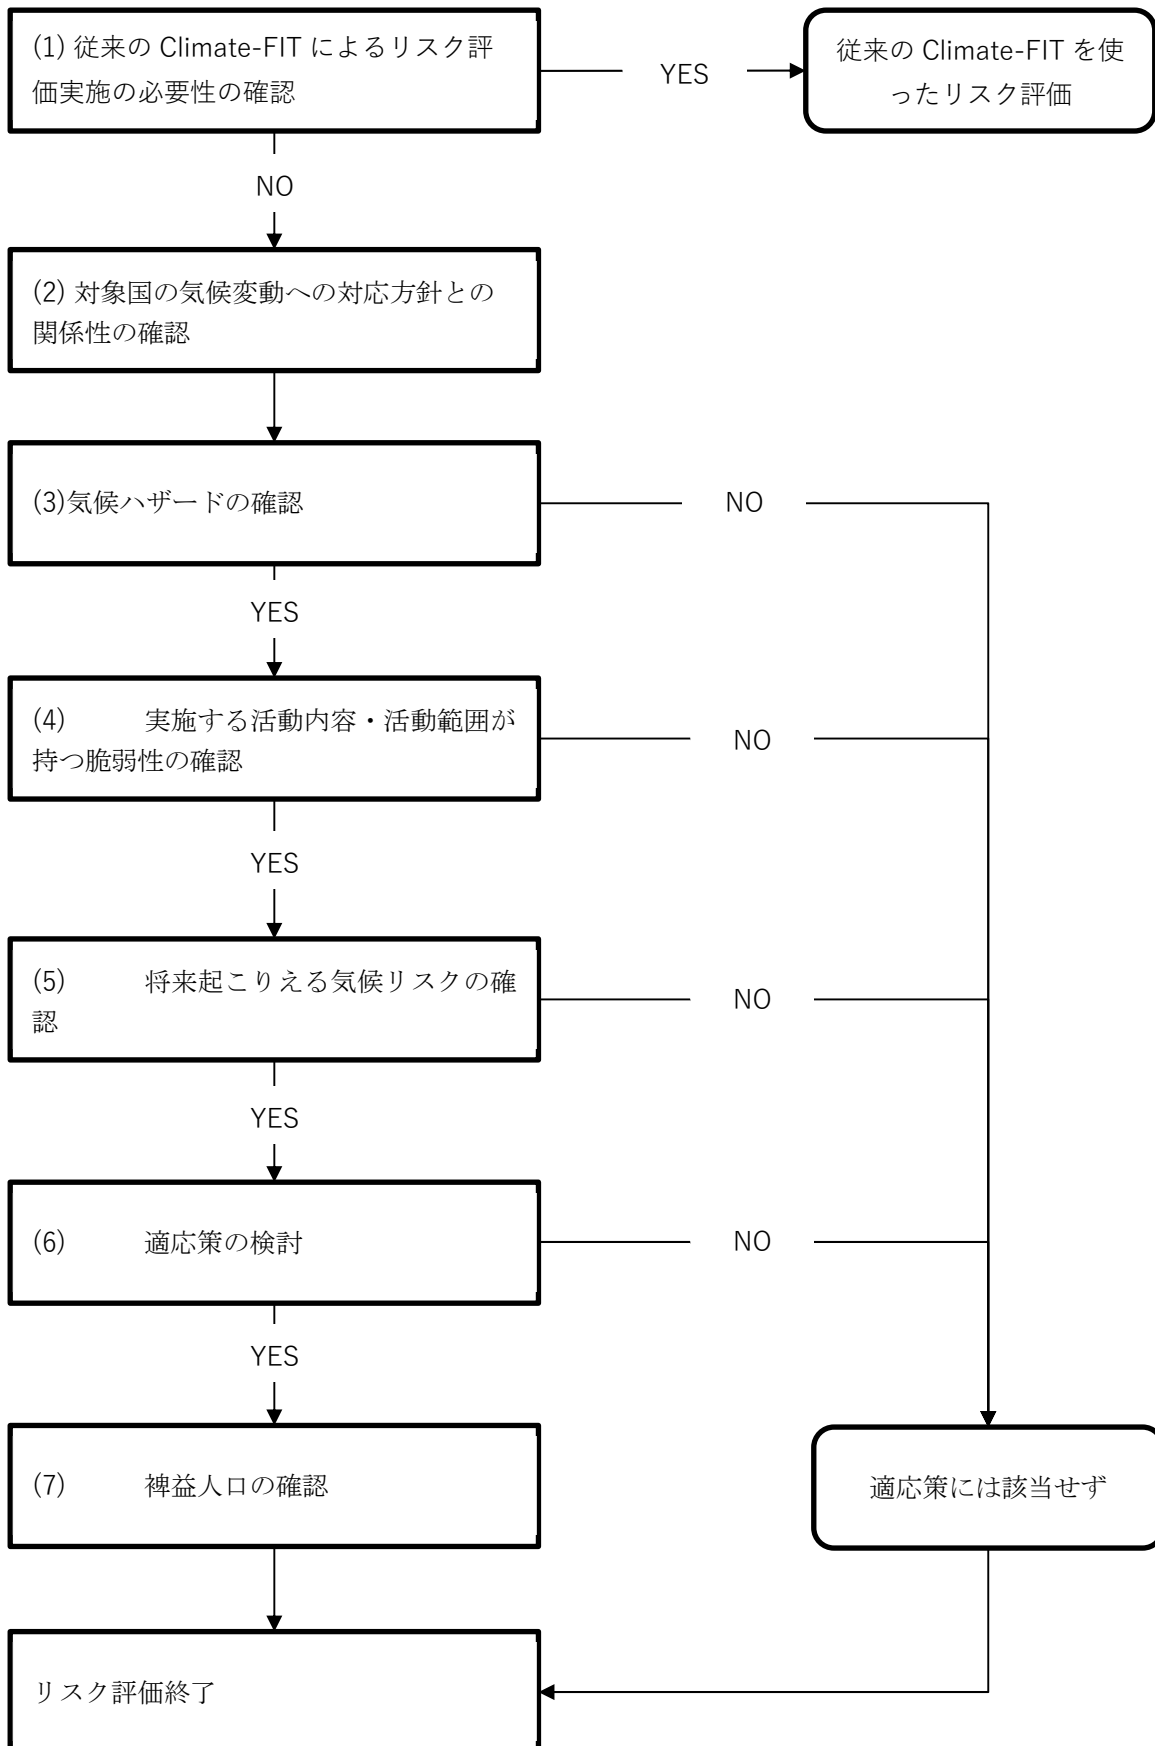 (1) 従来の Climate-FIT によるリスク評
価実施の必要性の確認
YES
従来の Climate-FIT を使
ったリスク評価
NO
(2) 対象国の気候変動への対応方針との
関係性の確認
(3)気候ハザードの確認
NO
YES
(4) 実施する活動内容・活動範囲が
持つ脆弱性の確認
NO
YES
(5) 将来起こりえる気候リスクの確
認
NO
YES
(6) 適応策の検討
NO
YES
(7) 裨益人口の確認
適応策には該当せず
リスク評価終了